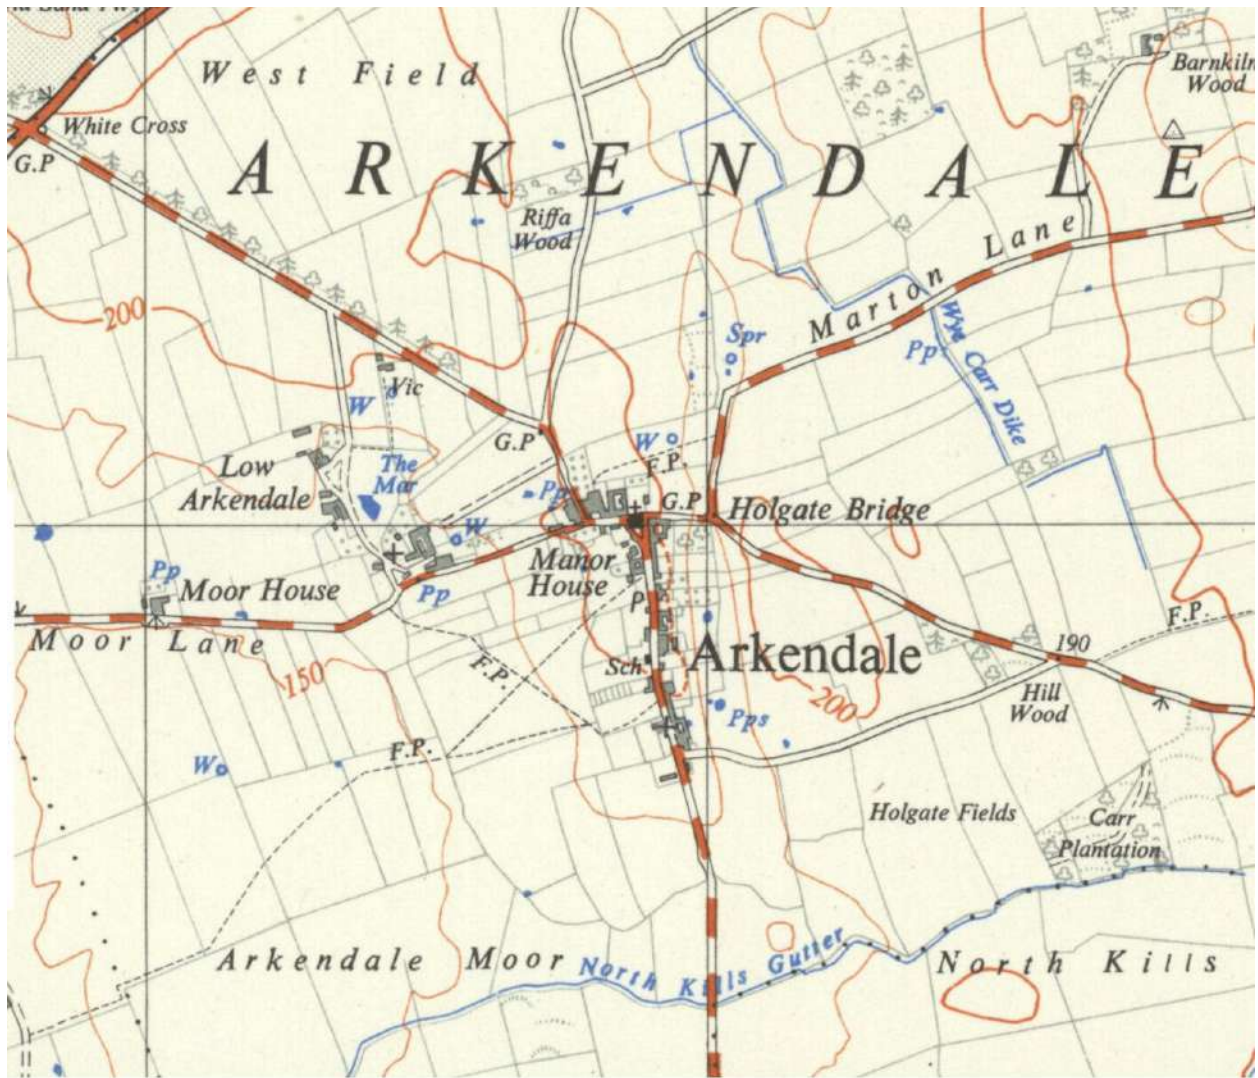 West Field
White Cross
G.P
Barnkiln
Wood
ARKENDALE
Riffa
Wood
Marton Lane
200
Spr
Pp
Wye Carr Dike
Vic
W
G.P
W
F.P.
Low
Arkendale
The
Mar
Pp
G.P
Holgate Bridge
W
Manor
House
Pp
Moor House
Pp
Moor Lane
P
F.P.
190
Arkendale
Sch
F.P.
150
200
Hill
Wood
Pps
F.P.
W
Holgate Fields
Carr
Plantation
Arkendale Moor
North Kills Gutter
North Kills